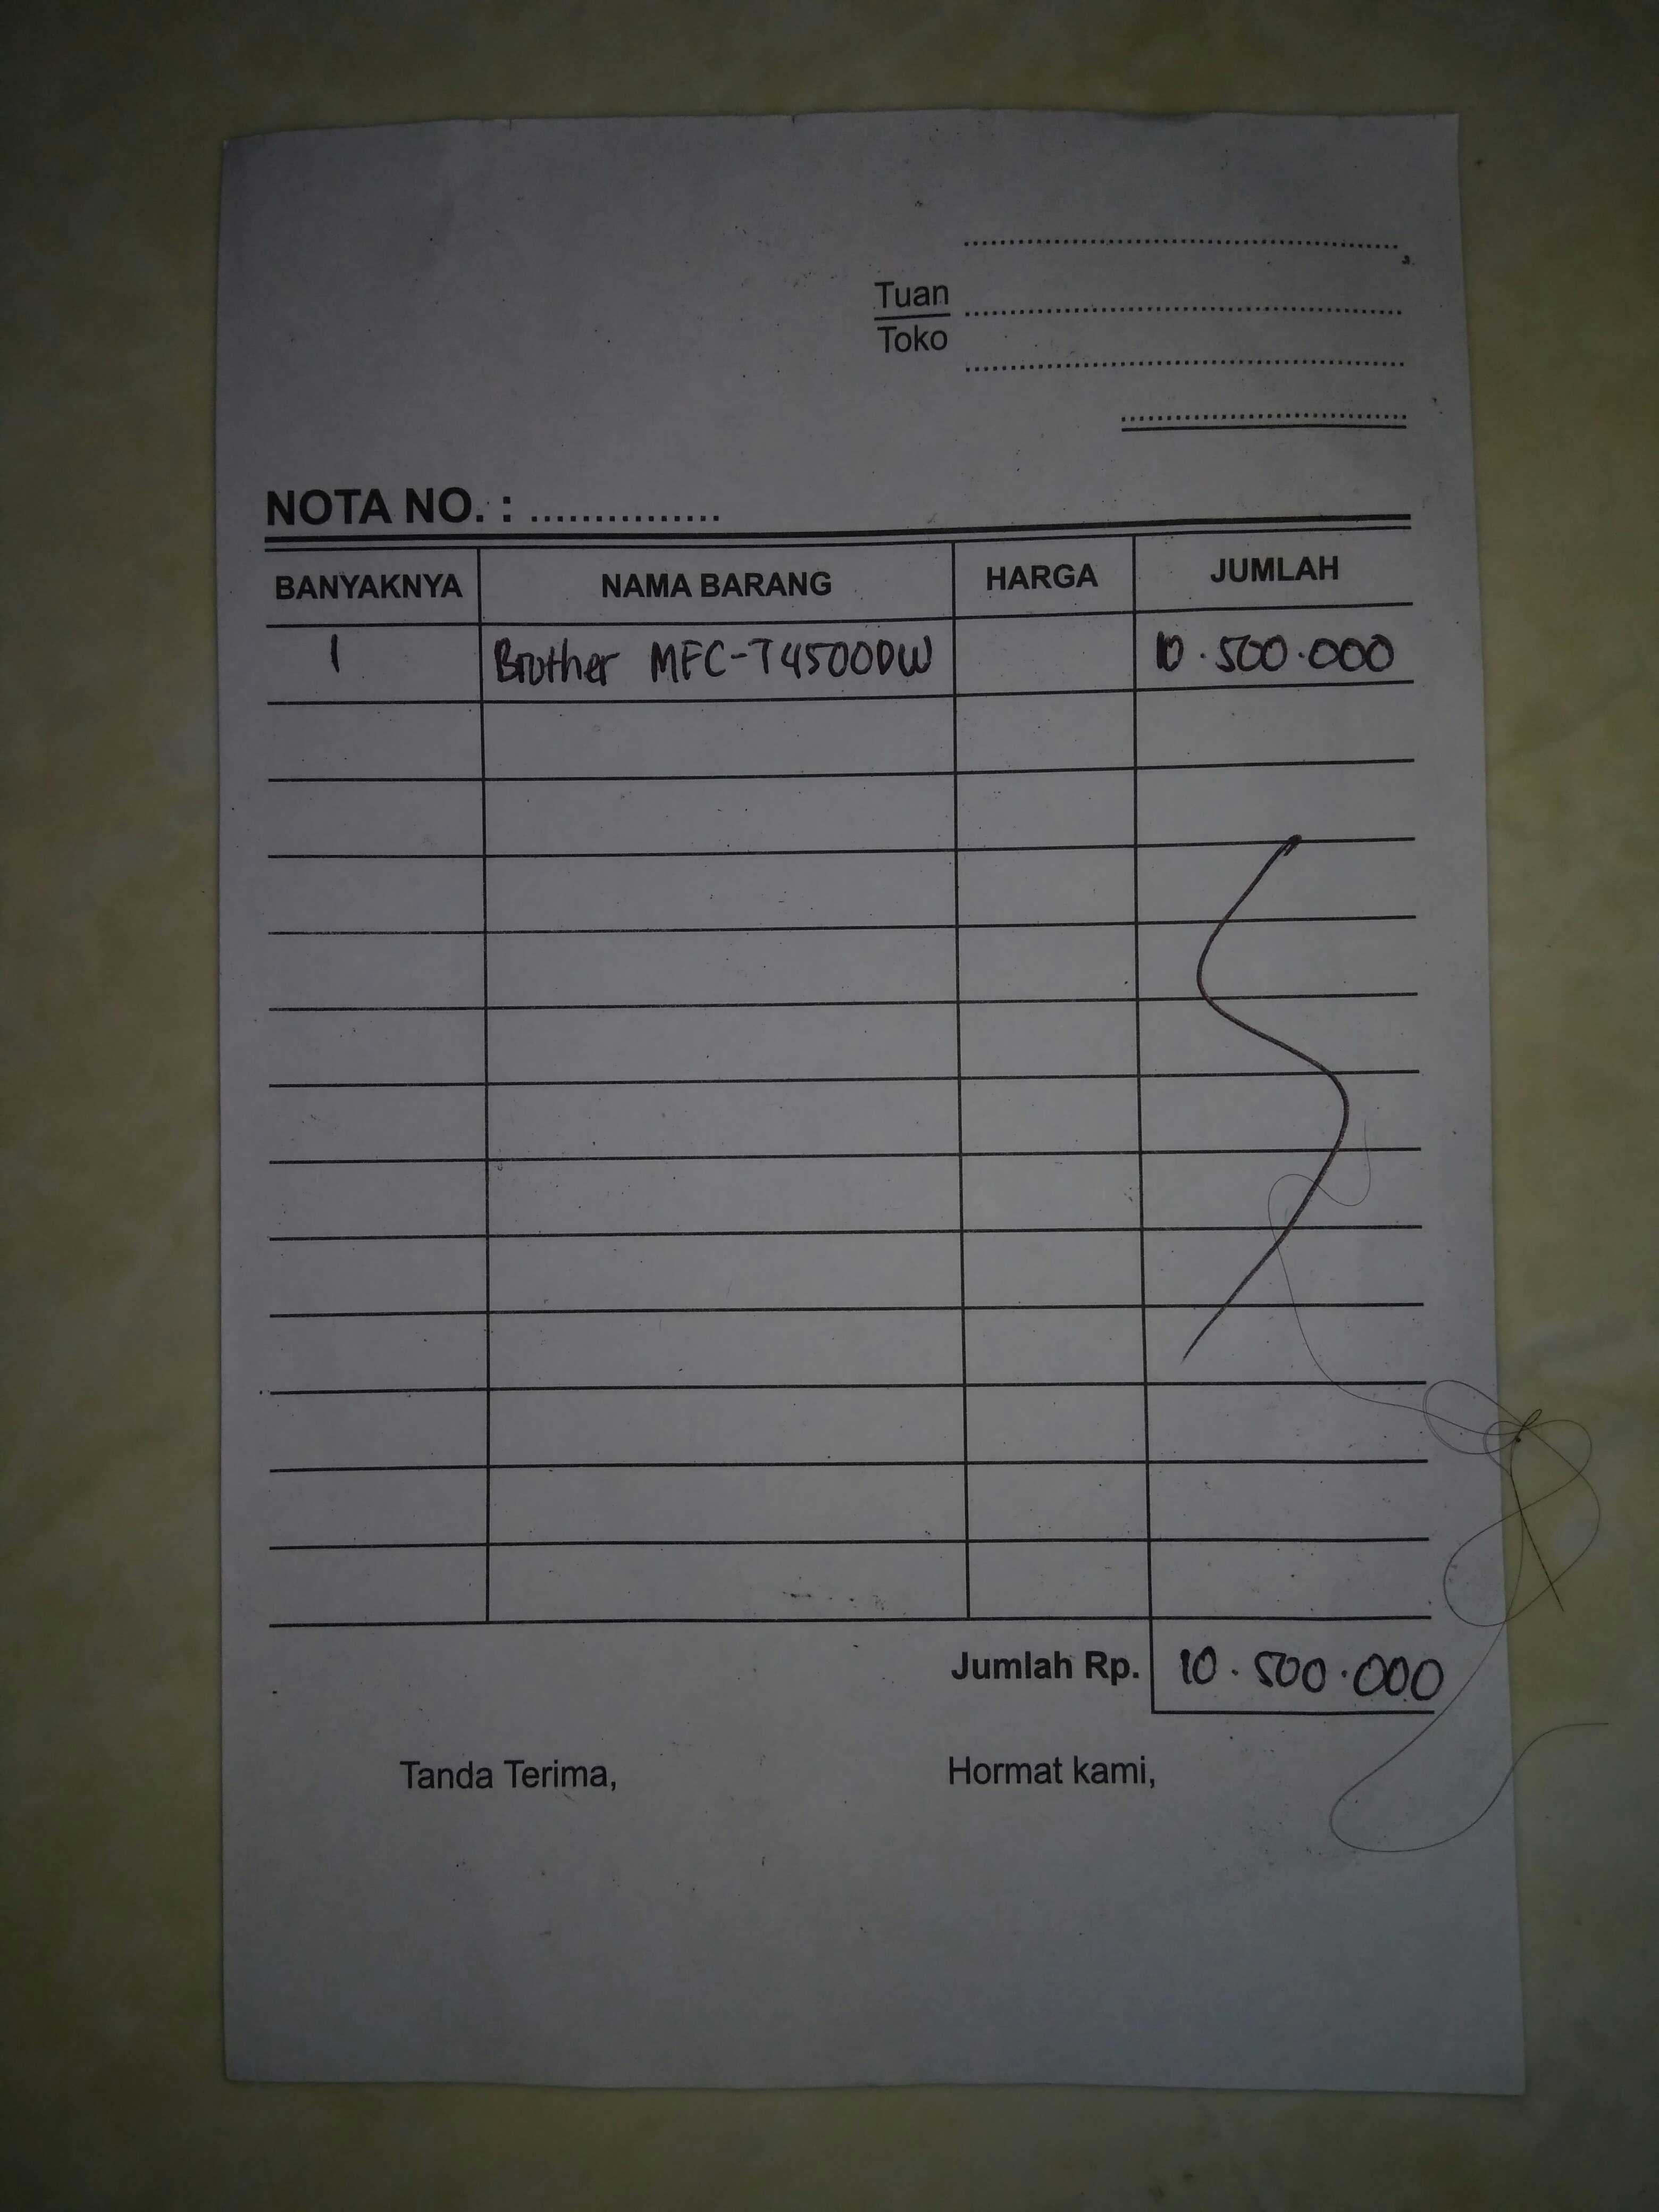 Tuan
Toko
NOTA NO. : ...............
BANYAKNYA NAMA BARANG HARGA JUMLAH
1 Brother MFC-T4500DW 10.500.000
Jumlah Rp. 10.500.000
Tanda Terima, Hormat kami,